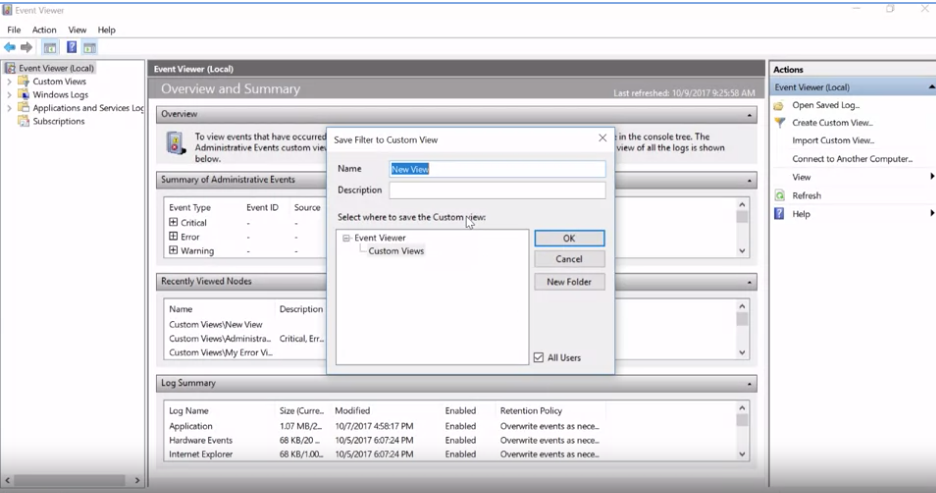 Event Viewer
File Action View Help
Event Viewer (Local)
Custom Views
Windows Logs
Applications and Services Log
Subscriptions
Event Viewer (Local)
Overview and Summary
Last refreshed: 10/9/2017 9:25:58 AM
Overview
To view events that have occurred
in the console tree. The
Administrative Events custom vie
view of all the logs is shown
below.
Summary of Administrative Events
Event Type Event ID Source
Critical - -
Error - -
Warning - -
Recently Viewed Nodes
Name Description
Custom Views\New View
Custom Views\Administra... Critical, Err...
Custom Views\My Error Vi...
Log Summary
Log Name Size (Curre... Modified Enabled Retention Policy
Application 1.07 MB/2... 10/7/2017 4:58:17 PM Enabled Overwrite events as nece...
Hardware Events 68 KB/20 ... 10/5/2017 6:07:24 PM Enabled Overwrite events as nece...
Internet Explorer 68 KB/1.00... 10/5/2017 6:07:24 PM Enabled Overwrite events as nece...
Save Filter to Custom View
Name New View
Description
Select where to save the Custom view:
Event Viewer
Custom Views
OK
Cancel
New Folder
All Users
Actions
Event Viewer (Local)
Open Saved Log...
Create Custom View...
Import Custom View...
Connect to Another Computer...
View
Refresh
Help